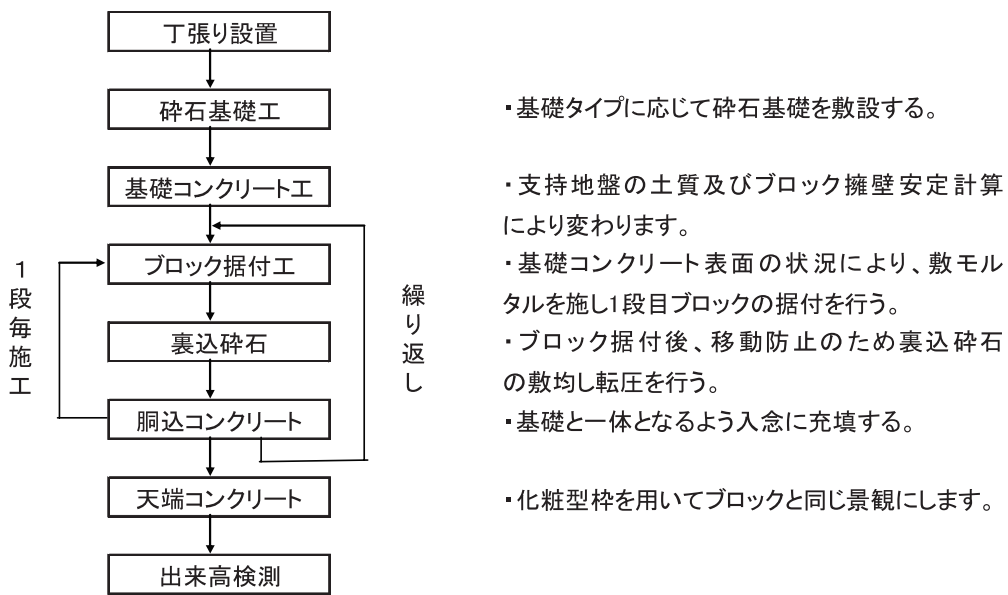 丁張り設置
砕石基礎工
・基礎タイプに応じて砕石基礎を敷設する。
基礎コンクリート工
・支持地盤の土質及びブロック擁壁安定計算
により変わります。
ブロック据付工
・基礎コンクリート表面の状況により、敷モル
タルを施し1段目ブロックの据付を行う。
1段毎施工
繰り返し
裏込砕石
・ブロック据付後、移動防止のため裏込砕石
の敷均し転圧を行う。
胴込コンクリート
・基礎と一体となるよう入念に充填する。
天端コンクリート
・化粧型枠を用いてブロックと同じ景観にします。
出来高検測